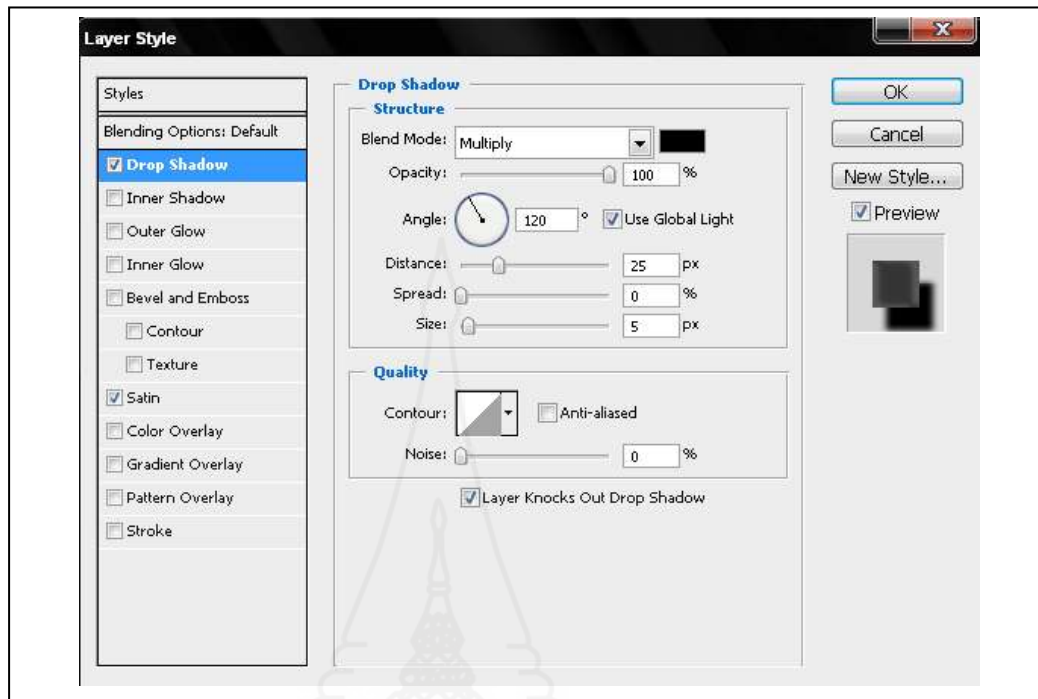 Layer Style
Styles
Blending Options: Default
Drop Shadow
Inner Shadow
Outer Glow
Inner Glow
Bevel and Emboss
Contour
Texture
Satin
Color Overlay
Gradient Overlay
Pattern Overlay
Stroke
Drop Shadow
Structure
Blend Mode: Multiply
Opacity: 100 %
Angle: 120 ° Use Global Light
Distance: 25 px
Spread: 0 %
Size: 5 px
Quality
Contour: Anti-aliased
Noise: 0 %
Layer Knocks Out Drop Shadow
OK
Cancel
New Style...
Preview